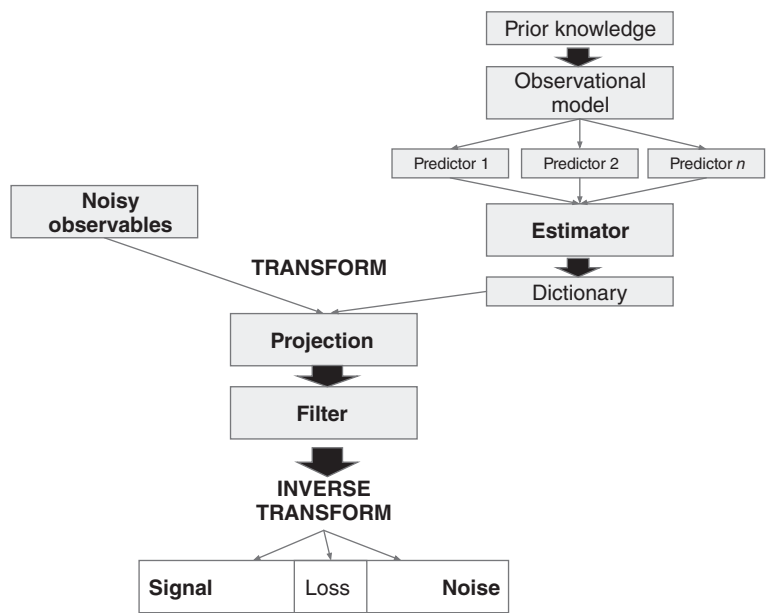 Prior knowledge
Observational
model
Predictor 1
Predictor 2
Predictor n
Noisy
observables
Estimator
TRANSFORM
Dictionary
Projection
Filter
INVERSE
TRANSFORM
Signal
Loss
Noise